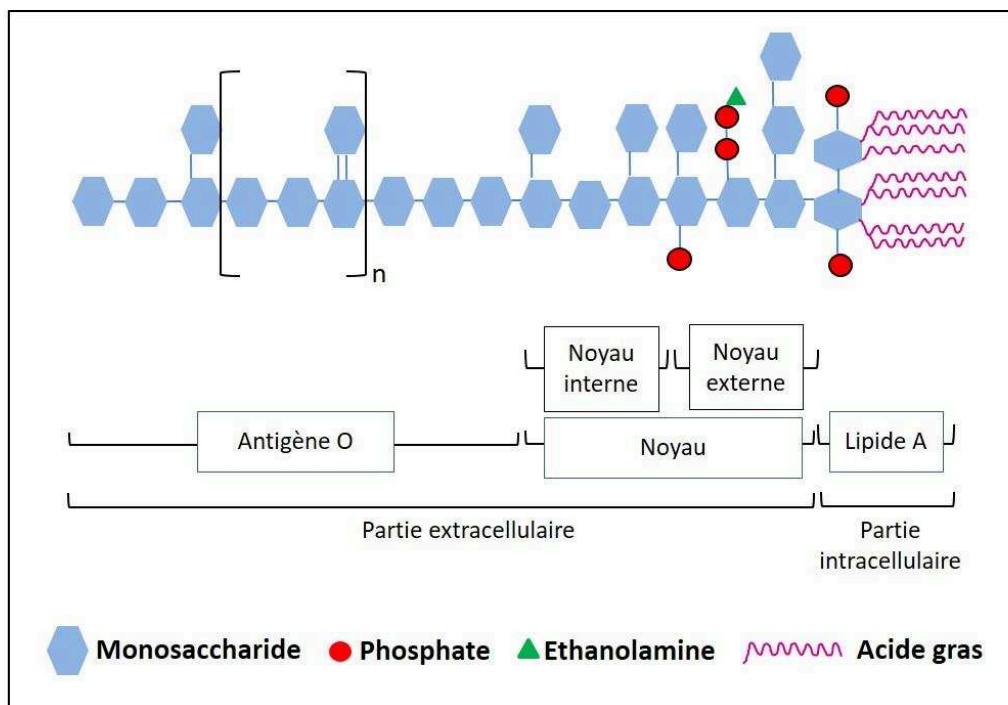 n
Noyau
interne
Noyau
externe
Antigène O
Noyau
Lipide A
Partie extracellulaire
Partie
intracellulaire
Monosaccharide
Phosphate
Ethanolamine
Acide gras